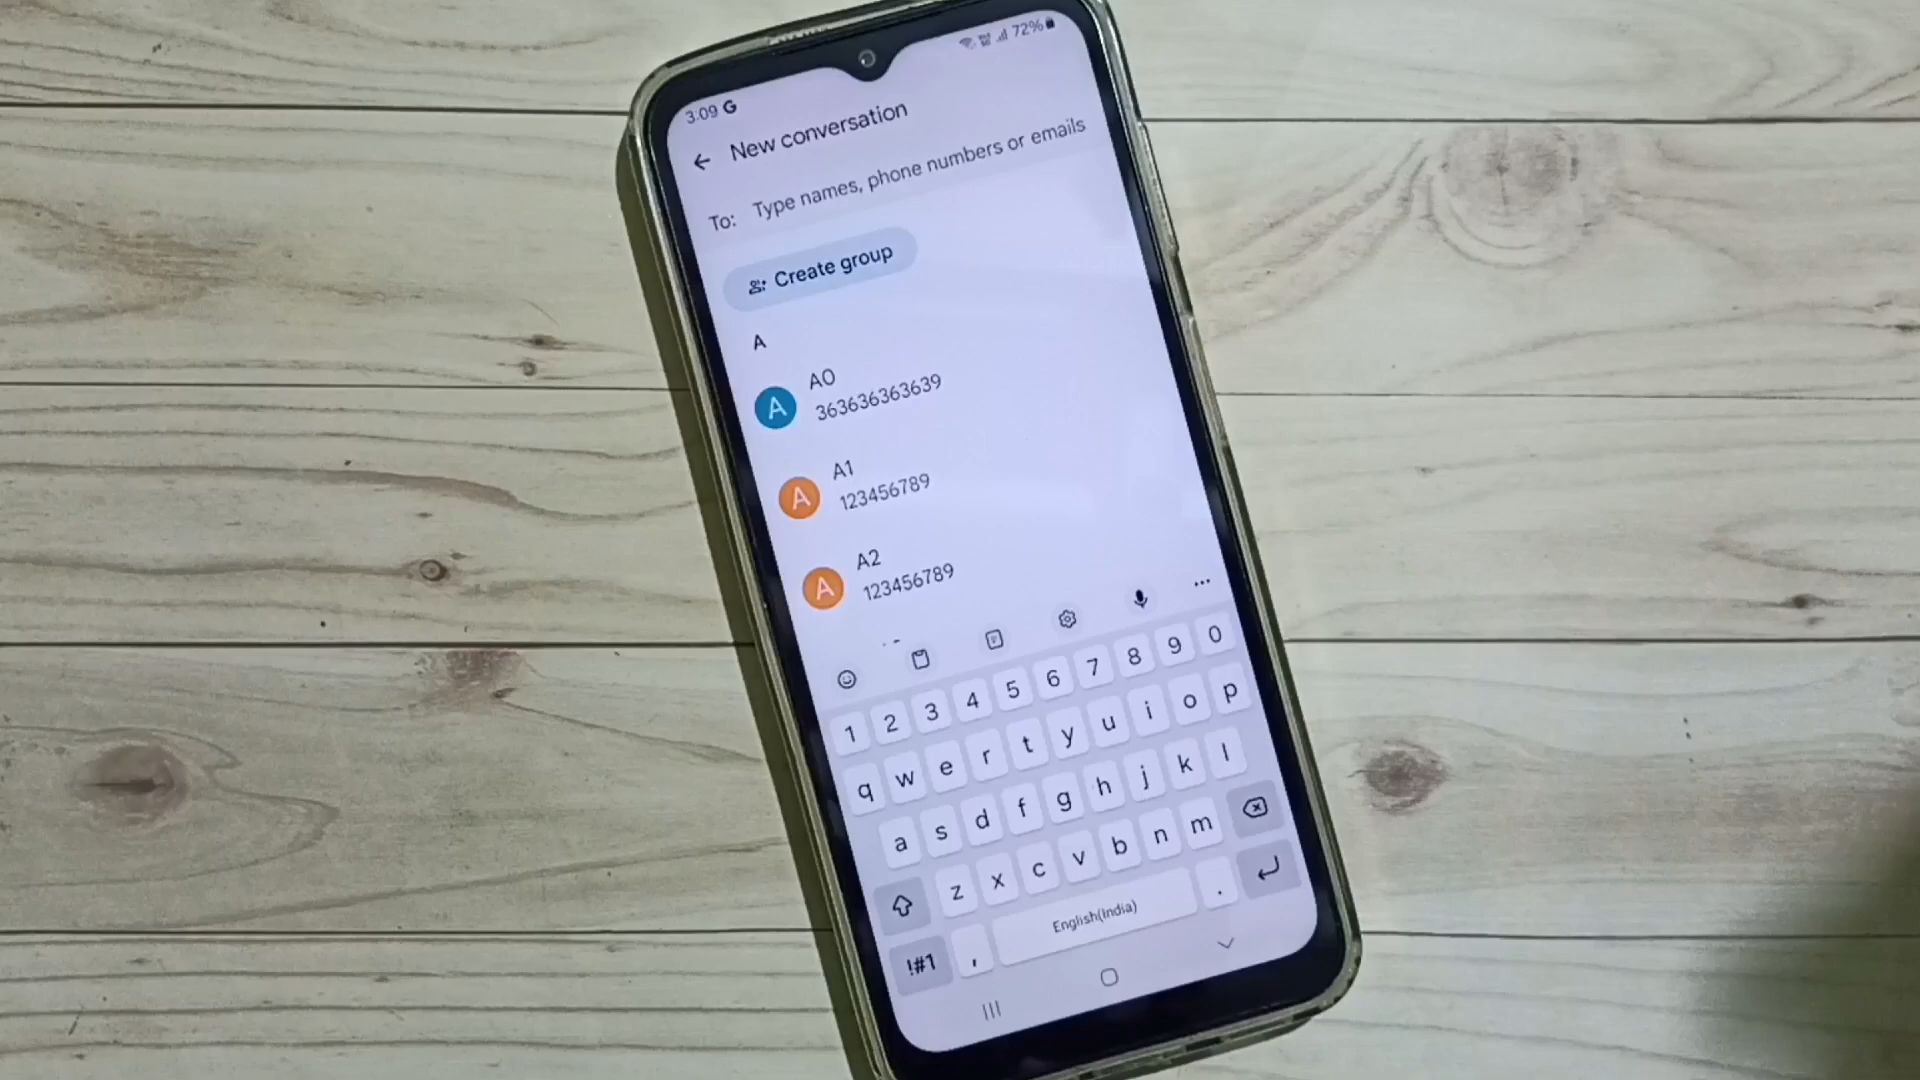 3:09 G 72%
New conversation
To: Type names, phone numbers or emails
Create group
A
A A0
363636363639
A A1
123456789
A A2
123456789
1 2 3 4 5 6 7 8 9 0
q w e r t y u i o p
a s d f g h j k l
z x c v b n m
!#1 , English(India) .